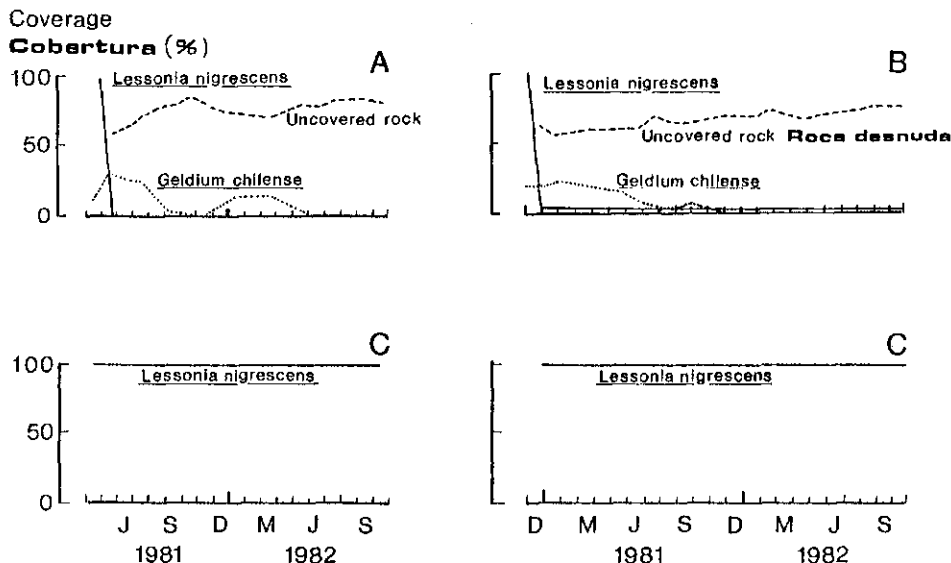 Coverage
Cobertura (%)
A
B
100
50
0
Lessonia nigrescens
Uncovered rock
Geldium chilense
Lessonia nigrescens
Uncovered rock Roca desnuda
Geldium chilense
C
C
100
50
0
Lessonia nigrescens
Lessonia nigrescens
J S D M J S
1981 1982
D M J S D M J S
1981 1982